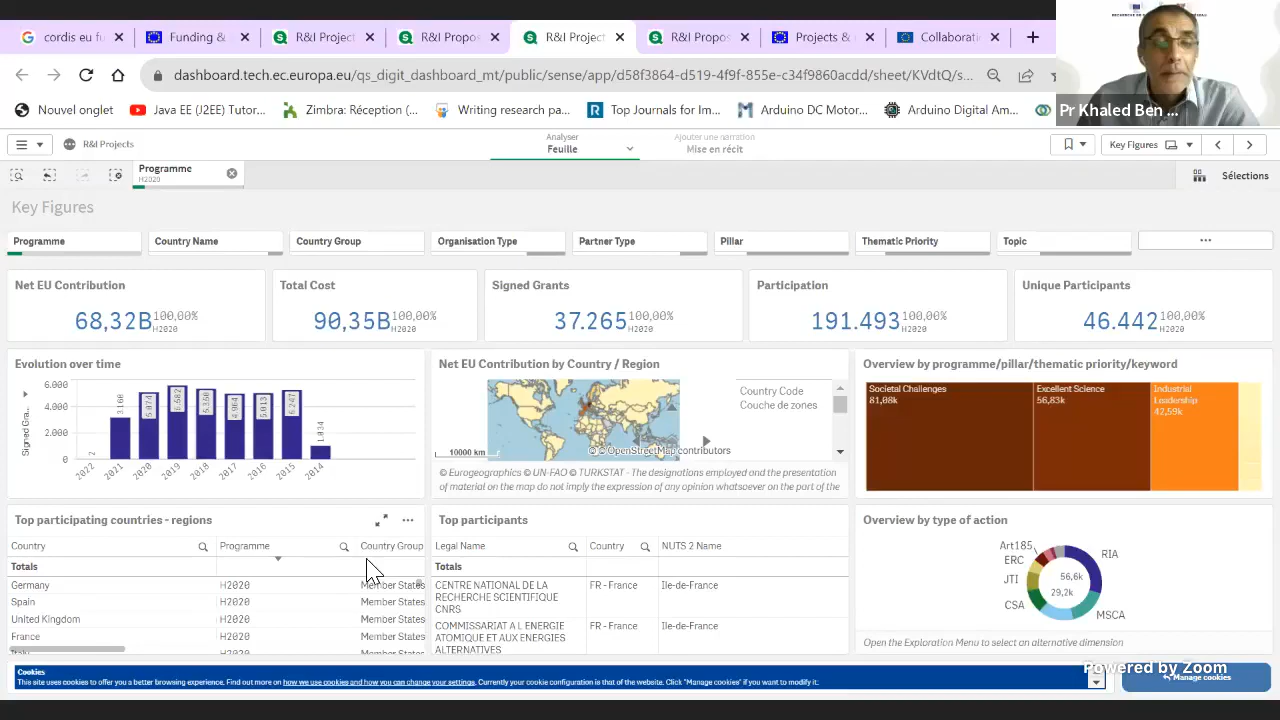 cordis eu fu
Funding &
R&I Project
R&I Propo
R&I Project
R&I Propos
Projects &
Collaborati
dashboard.tech.ec.europa.eu/qs_digit_dashboard_mt/public/sense/app/d58f3864-d519-4f9f-855e-c34f9860acdd/sheet/KVdtQ/s...
Nouvel onglet
Java EE (J2EE) Tutor...
Zimbra: Réception (...
Writing research pa...
Top Journals for Im...
Arduino DC Motor...
Arduino Digital Am...
Pr Khaled Ben ...
R&I Projects
Analyser
Feuille
Ajouter une narration
Mise en récit
Key Figures
Programme
H2020
Sélections
Key Figures
Programme
Country Name
Country Group
Organisation Type
Partner Type
Pillar
Thematic Priority
Topic
...
Net EU Contribution
68,32B
100,00%
H2020
Total Cost
90,35B
100,00%
H2020
Signed Grants
37.265
100,00%
H2020
Participation
191.493
100,00%
H2020
Unique Participants
46.442
100,00%
H2020
Evolution over time
Signed Gra...
6.000
4.000
2.000
0
2
2022
2021
2020
2019
2018
2017
2016
2015
1.034
2014
Net EU Contribution by Country / Region
Country Code
Couche de zones
10000 km
© © OpenStreetMap contributors
© Eurogeographics © UN-FAO © TURKSTAT - The designations employed and the presentation
of material on the map do not imply the expression of any opinion whatsoever on the part of the
Overview by programme/pillar/thematic priority/keyword
Societal Challenges
81,08k
Excellent Science
56,83k
Industrial
Leadership
42,59k
Top participating countries - regions
Country
Programme
Country Group
Totals
Germany H2020 Member States
Spain H2020 Member States
United Kingdom H2020 Member States
France H2020 Member States
Top participants
Legal Name
Country
NUTS 2 Name
Totals
CENTRE NATIONAL DE LA
RECHERCHE SCIENTIFIQUE
CNRS
FR - France
Ile-de-France
COMMISSARIAT A L ENERGIE
ATOMIQUE ET AUX ENERGIES
ALTERNATIVES
FR - France
Ile-de-France
Overview by type of action
Art185
ERC
JTI
CSA
RIA
MSCA
56,6k
29,2k
Open the Exploration Menu to select an alternative dimension
Cookies
This site uses cookies to offer you a better browsing experience. Find out more on how we use cookies and how you can change your settings. Currently your cookie configuration is that of the website. Click "Manage cookies" if you want to modify it:
Manage cookies
Powered by Zoom